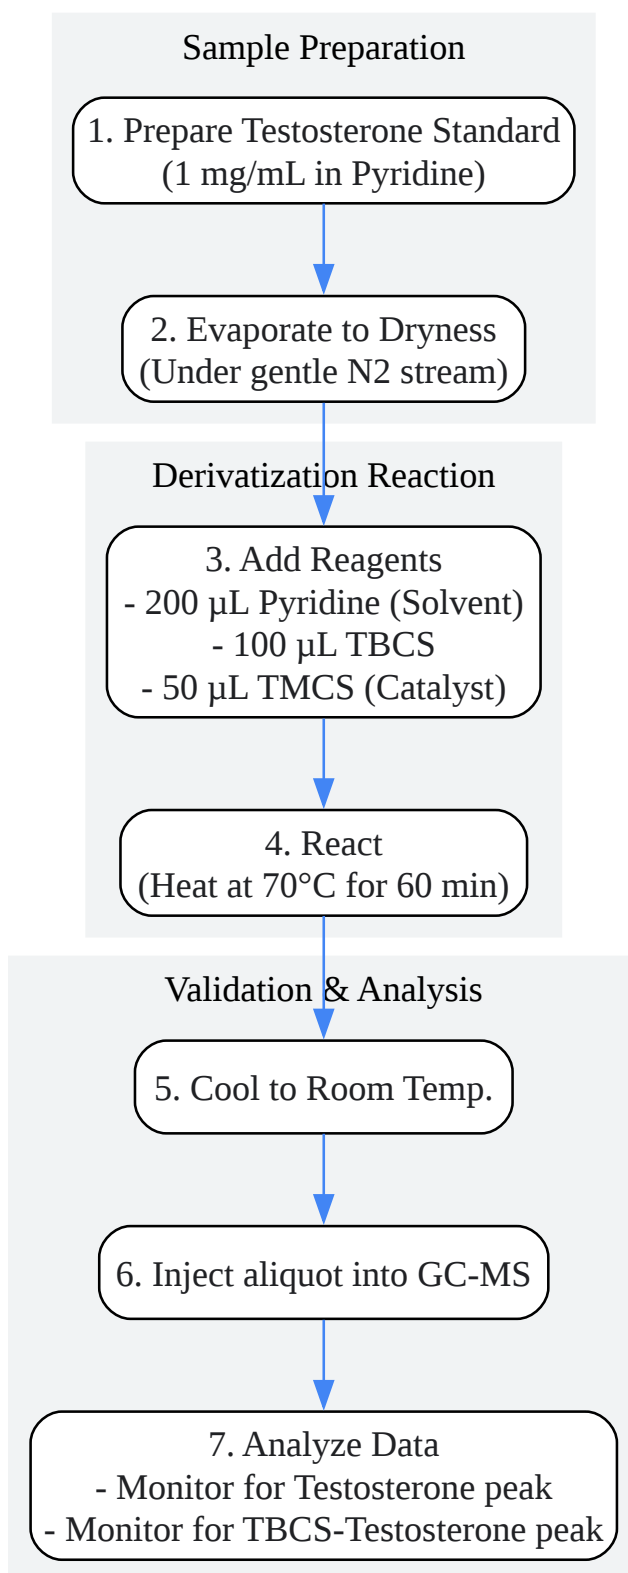 Sample Preparation
1. Prepare Testosterone Standard
(1 mg/mL in Pyridine)
2. Evaporate to Dryness
(Under gentle N2 stream)
Derivatization Reaction
3. Add Reagents
- 200 µL Pyridine (Solvent)
- 100 µL TBCS
- 50 µL TMCS (Catalyst)
4. React
(Heat at 70°C for 60 min)
Validation & Analysis
5. Cool to Room Temp.
6. Inject aliquot into GC-MS
7. Analyze Data
- Monitor for Testosterone peak
- Monitor for TBCS-Testosterone peak